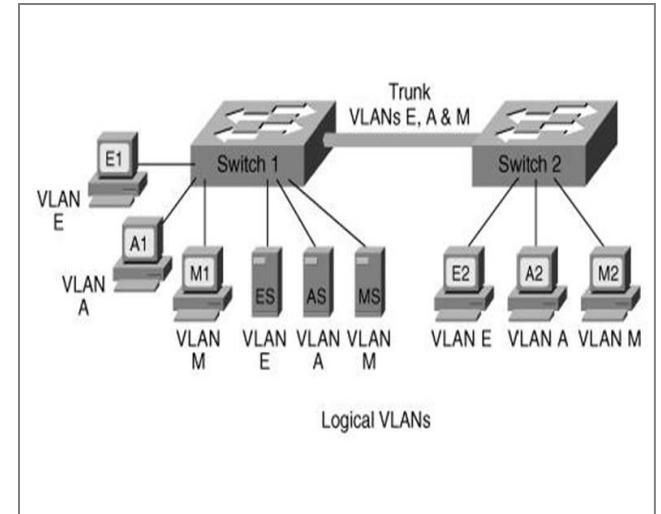 Trunk
VLANs E, A & M
Switch 1
Switch 2
E1
VLAN
E
A1
VLAN
A
M1
VLAN
M
ES
VLAN
E
AS
VLAN
A
MS
VLAN
M
E2
VLAN E
A2
VLAN A
M2
VLAN M
Logical VLANs